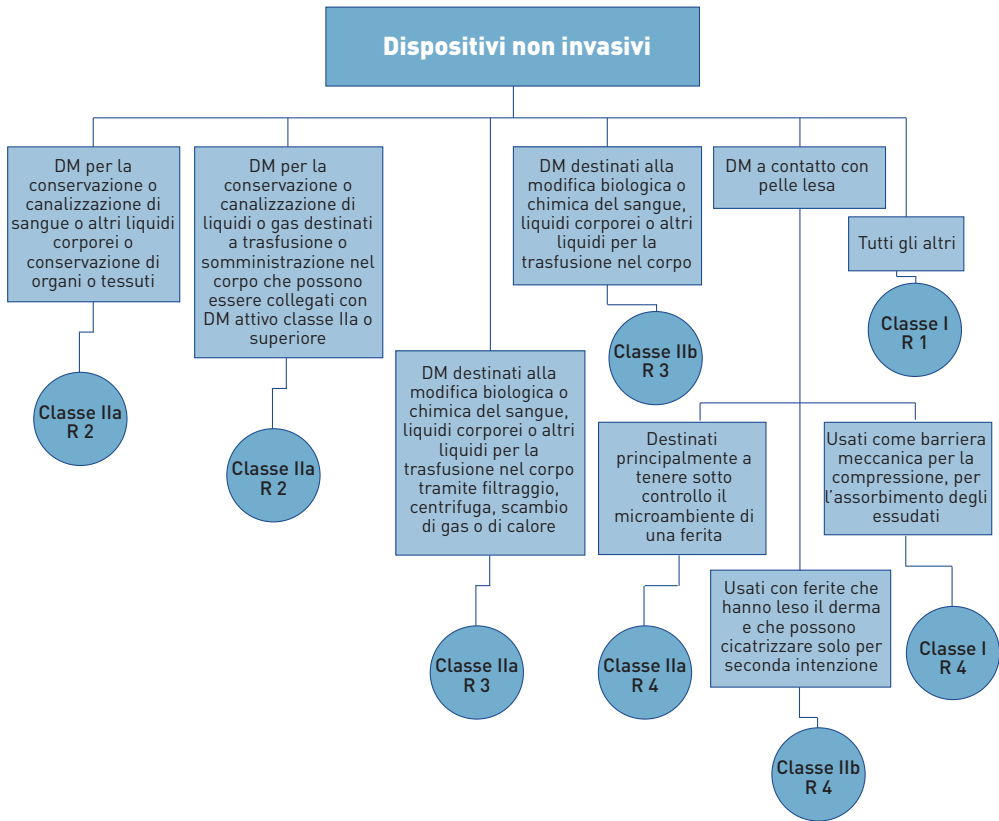 Dispositivi non invasivi
DM per la
conservazione o
canalizzazione di
sangue o altri liquidi
corporei o
conservazione di
organi o tessuti
Classe IIa
R 2
DM per la
conservazione o
canalizzazione di
liquidi o gas destinati
a trasfusione o
somministrazione nel
corpo che possono
essere collegati con
DM attivo classe IIa o
superiore
Classe IIa
R 2
DM destinati alla
modifica biologica o
chimica del sangue,
liquidi corporei o altri
liquidi per la
trasfusione nel corpo
tramite filtraggio,
centrifuga, scambio
di gas o di calore
Classe IIa
R 3
DM destinati alla
modifica biologica o
chimica del sangue,
liquidi corporei o altri
liquidi per la
trasfusione nel corpo
Classe IIb
R 3
DM a contatto con
pelle lesa
Destinati
principalmente a
tenere sotto
controllo il
microambiente di
una ferita
Classe IIa
R 4
Usati con ferite che
hanno leso il derma
e che possono
cicatrizzare solo per
seconda intenzione
Classe IIb
R 4
Usati come barriera
meccanica per la
compressione, per
l’assorbimento degli
essudati
Classe I
R 4
Tutti gli altri
Classe I
R 1